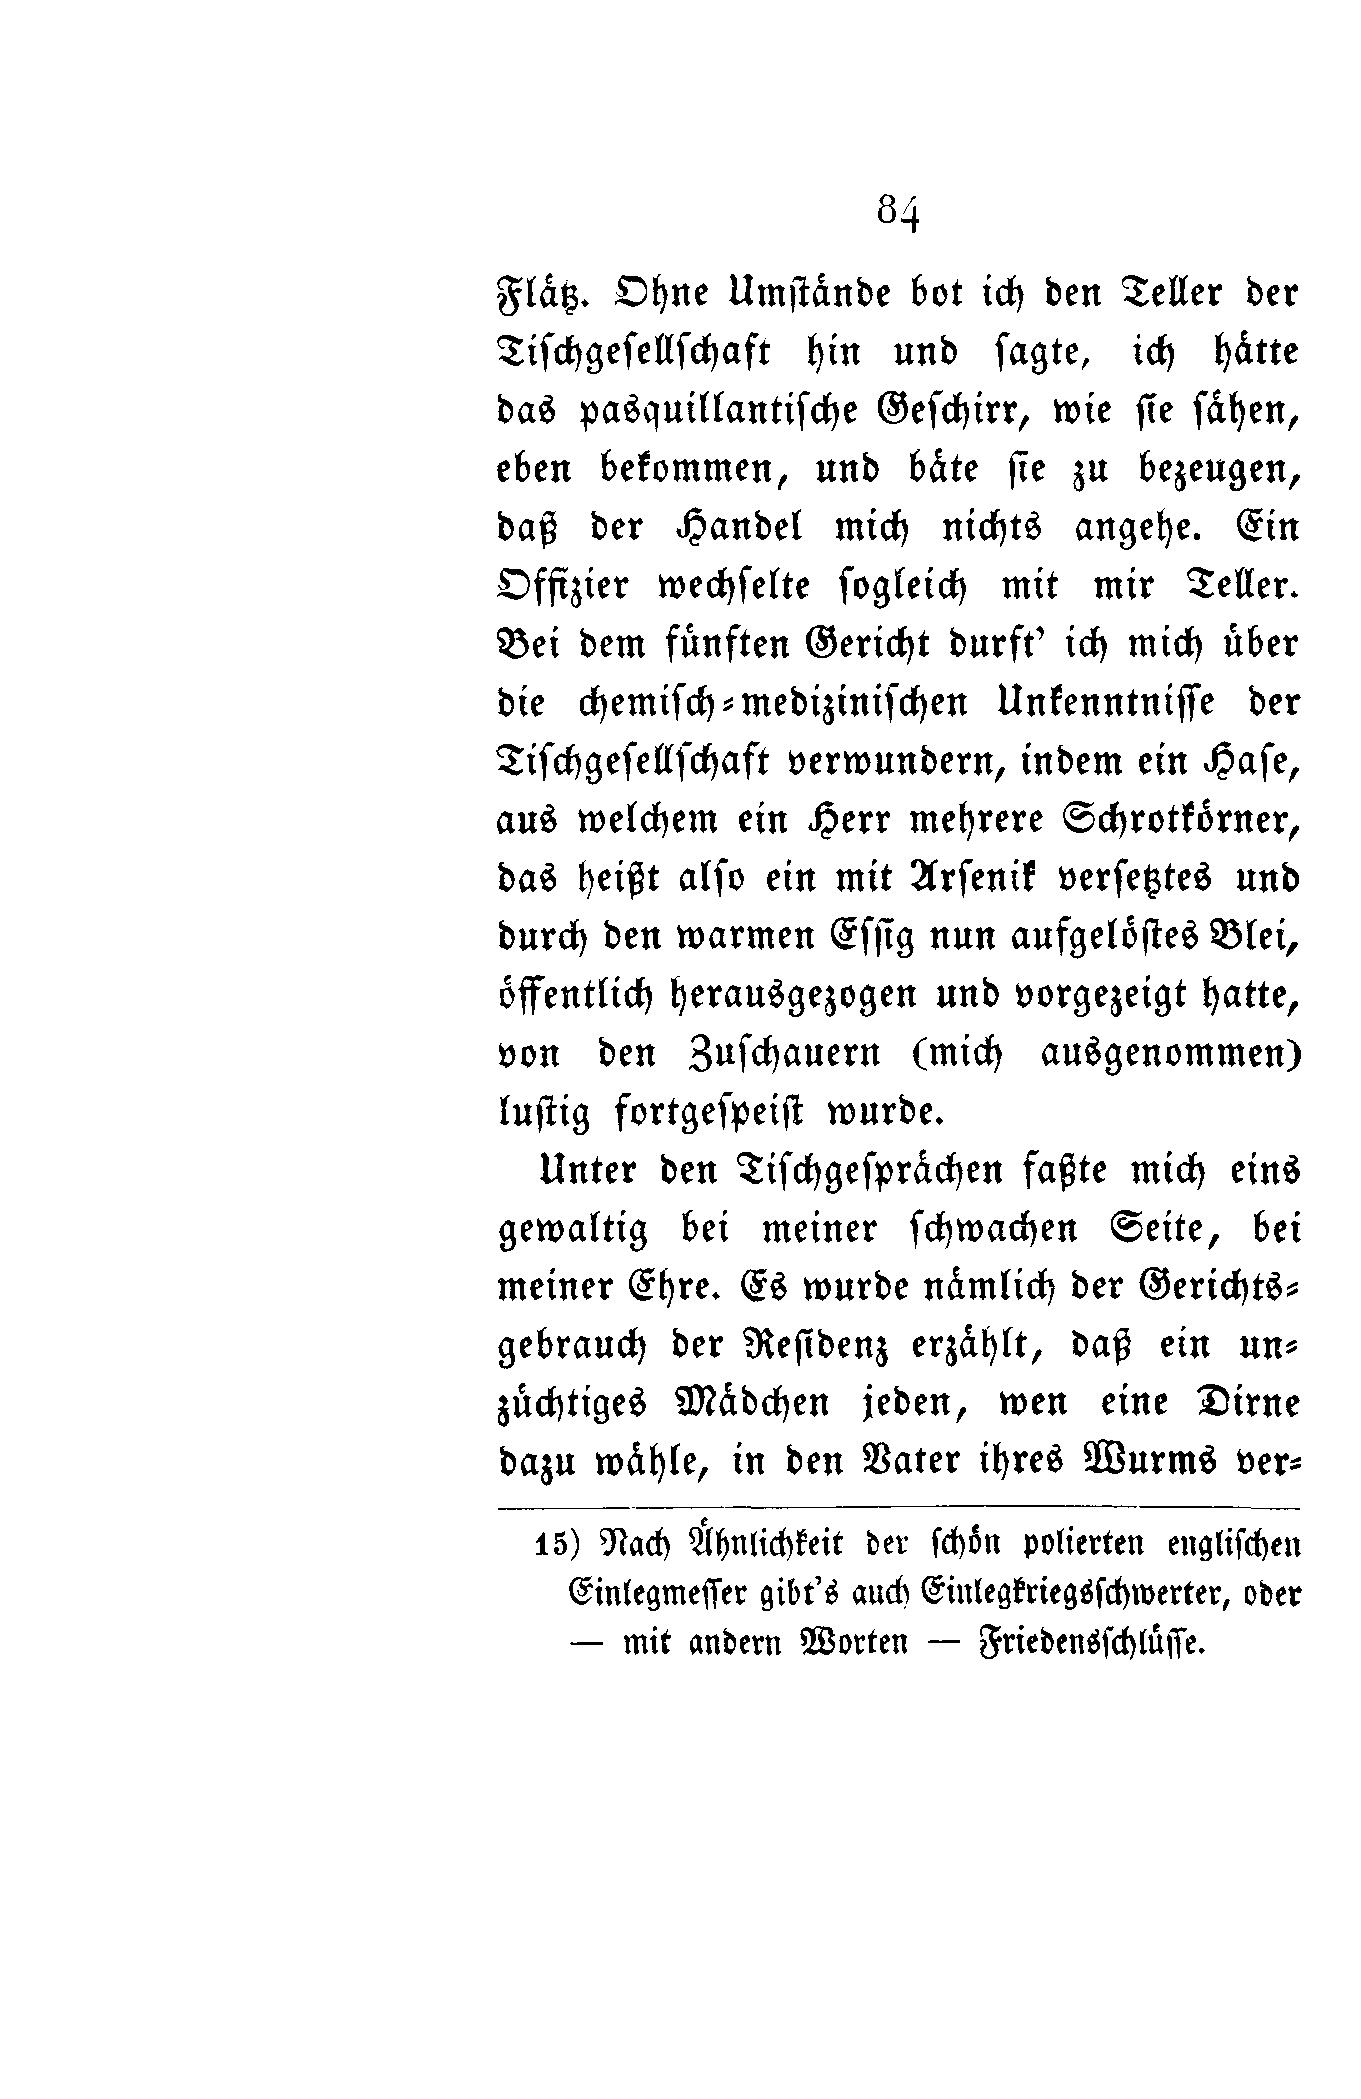 84
Flätz. Ohne Umstände bot ich den Teller der
Tischgesellschaft hin und sagte, ich hätte
das pasquillantische Geschirr, wie sie sähen,
eben bekommen, und bäte sie zu bezeugen,
daß der Handel mich nichts angehe. Ein
Offizier wechselte sogleich mit mir Teller.
Bei dem fünften Gericht durft’ ich mich über
die chemisch-medizinischen Unkenntnisse der
Tischgesellschaft verwundern, indem ein Hase,
aus welchem ein Herr mehrere Schrotkörner,
das heißt also ein mit Arsenik versetztes und
durch den warmen Essig nun aufgelöstes Blei,
öffentlich herausgezogen und vorgezeigt hatte,
von den Zuschauern (mich ausgenommen)
lustig fortgespeist wurde.
Unter den Tischgesprächen faßte mich eins
gewaltig bei meiner schwachen Seite, bei
meiner Ehre. Es wurde nämlich der Gerichts-
gebrauch der Residenz erzählt, daß ein un-
züchtiges Mädchen jeden, wen eine Dirne
dazu wähle, in den Vater ihres Wurms ver-
15) Nach Ähnlichkeit der schön polierten englischen
Einlegmesser gibt’s auch Einlegkriegsschwerter, oder
— mit andern Worten — Friedensschlüsse.